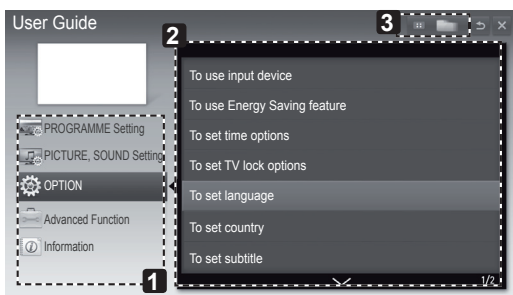 User Guide
3
2
To use input device
To use Energy Saving feature
PROGRAMME Setting
To set time options
PICTURE, SOUND Setting
To set TV lock options
OPTION
To set language
Advanced Function
To set country
Information
To set subtitle
1
1/2